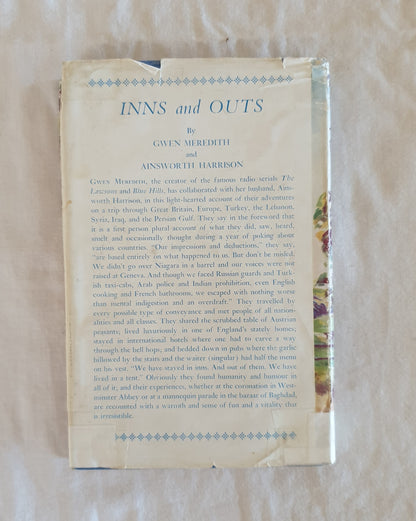 INNS and OUTS
By
GWEN MEREDITH
and
AINSWORTH HARRISON
GWEN MEREDITH, the creator of the famous radio serials The
Lawsons and Blue Hills, has collaborated with her husband, Ains-
worth Harrison, in this light-hearted account of their adventures
on a trip through Great Britain, Europe, Turkey, the Lebanon,
Syria, Iraq, and the Persian Gulf. They say in the foreword that
it is a first person plural account of what they did, saw, heard,
smelt and occasionally thought during a year of poking about
various countries. "Our impressions and deductions," they say,
"are based entirely on what happened to us. But don't be misled.
We didn't go over Niagara in a barrel and our voices were not
raised at Geneva. And though we faced Russian guards and Turk-
ish taxi-cabs, Arab police and Indian prohibition, even English
cooking and French bathrooms, we escaped with nothing worse
than mental indigestion and an overdraft." They travelled by
every possible type of conveyance and met people of all nation-
alities and all classes. They shared the scrubbed table of Austrian
peasants; lived luxuriously in one of England's stately homes;
stayed in international hotels where one had to carve a way
through the bell hops; and bedded down in pubs where the garlic
billowed by the stairs and the waiter (singular) had half the menu
on his vest. "We have stayed in inns. And out of them. We have
lived in a tent." Obviously they found humanity and humour in
all of it, and their experiences, whether at the coronation in West-
minster Abbey or at a mannequin parade in the bazaar of Baghdad,
are recounted with a warmth and sense of fun and a vitality that
is irresistible.